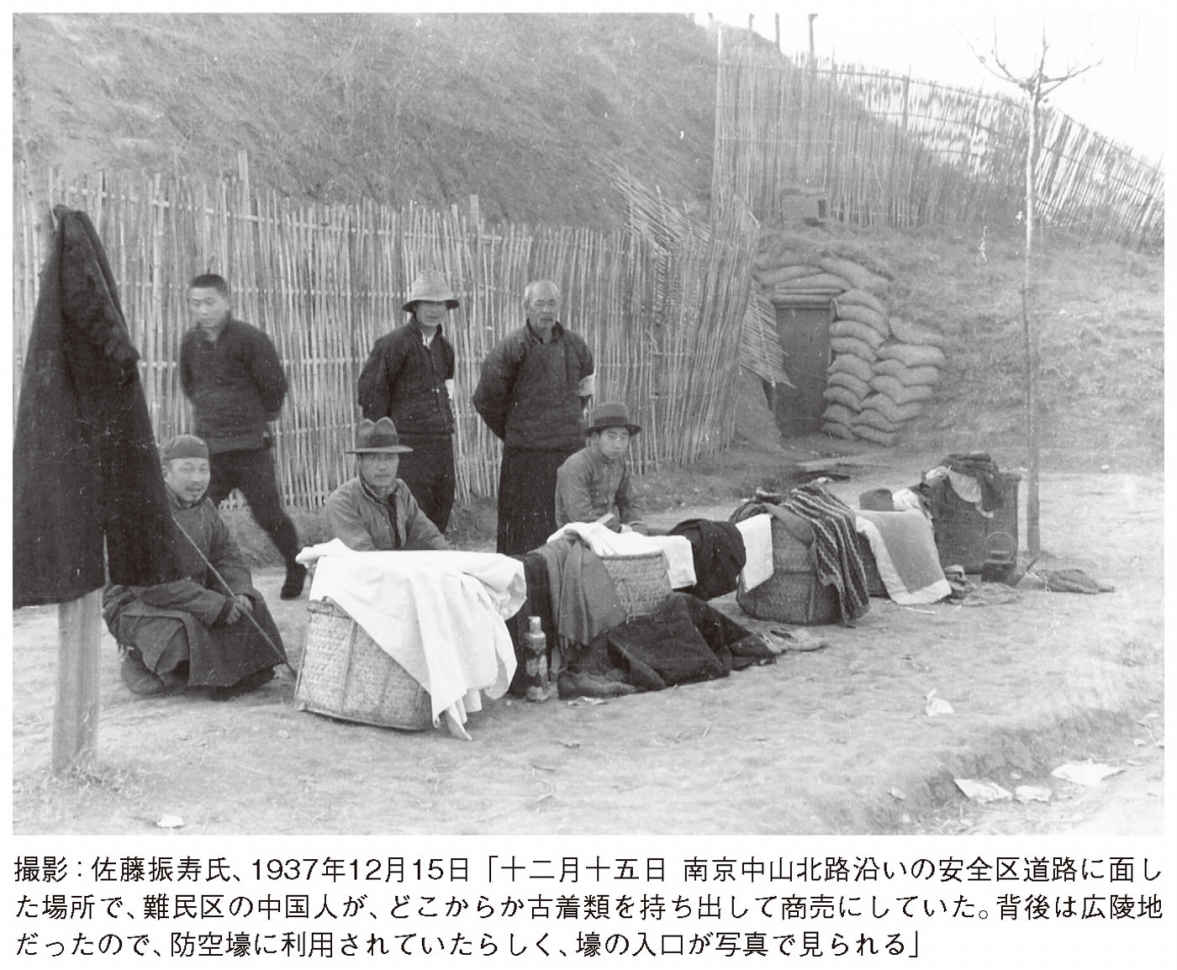 撮影：佐藤振寿氏、1937年12月15日「十二月十五日 南京中山北路沿いの安全区道路に面し
た場所で、難民区の中国人が、どこからか古着類を持ち出して商売にしていた。背後は広陵地
だったので、防空壕に利用されていたらしく、壕の入口が写真で見られる」